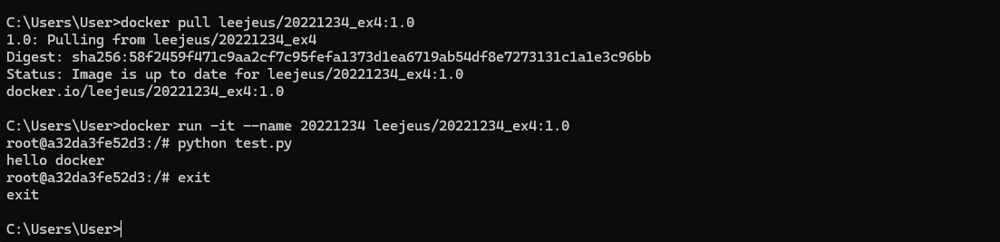 C:\Users\User>docker pull leejeus/20221234_ex4:1.0
1.0: Pulling from leejeus/20221234_ex4
Digest: sha256:58f2459f471c9aa2cf7c95fefa1373d1ea6719ab54df8e7273131c1a1e3c96bb
Status: Image is up to date for leejeus/20221234_ex4:1.0
docker.io/leejeus/20221234_ex4:1.0
C:\Users\User>docker run -it --name 20221234 leejeus/20221234_ex4:1.0
root@a32da3fe52d3:/# python test.py
hello docker
root@a32da3fe52d3:/# exit
exit
C:\Users\User>